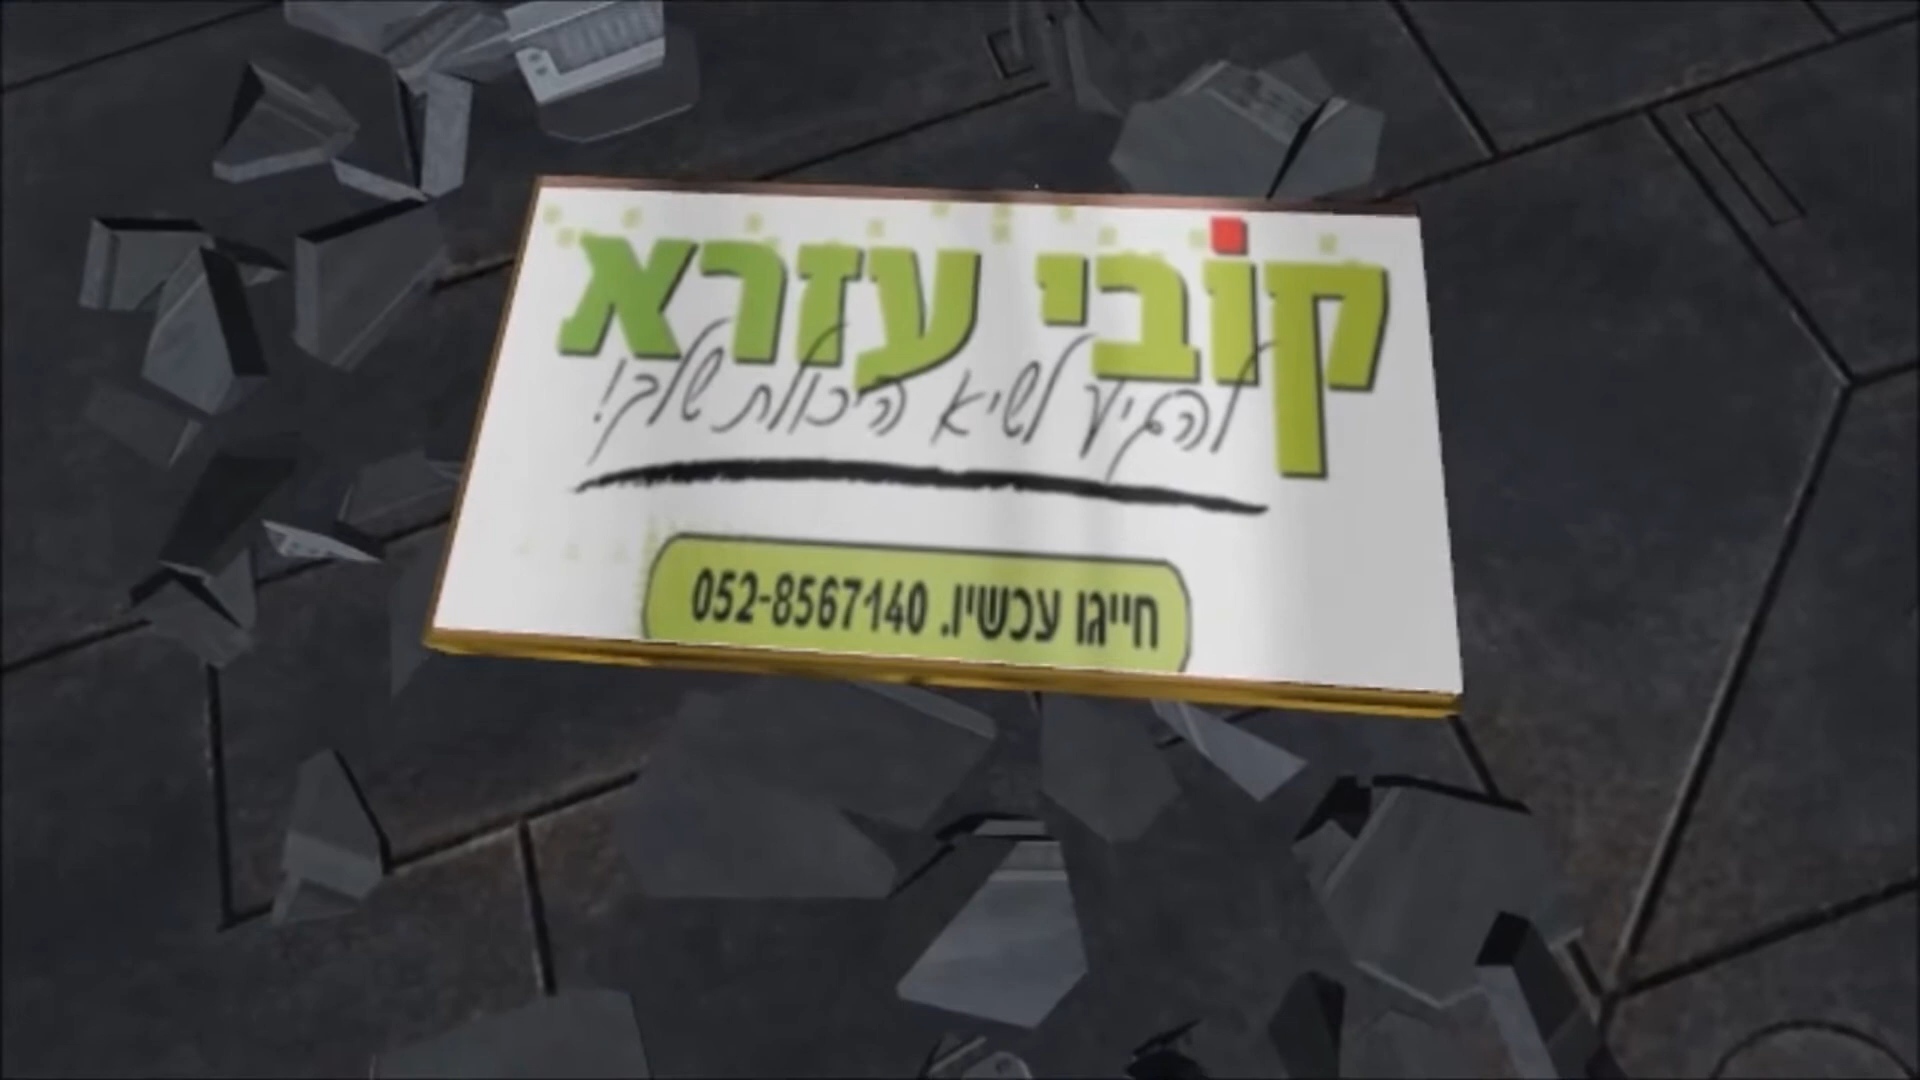 קובי עזרא
להגיע לשיא היכולת שלך!
חייגו עכשיו. 052-8567140